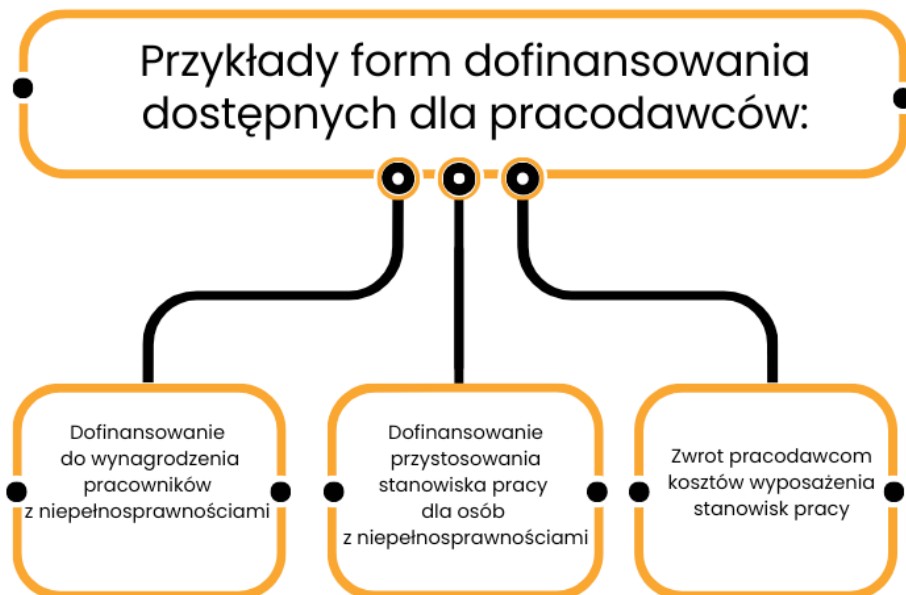 Przykłady form dofinansowania
dostępnych dla pracodawców:
Dofinansowanie
do wynagrodzenia
pracowników
z niepełnosprawnościami
Dofinansowanie
przystosowania
stanowiska pracy
dla osób
z niepełnosprawnościami
Zwrot pracodawcom
kosztów wyposażenia
stanowisk pracy